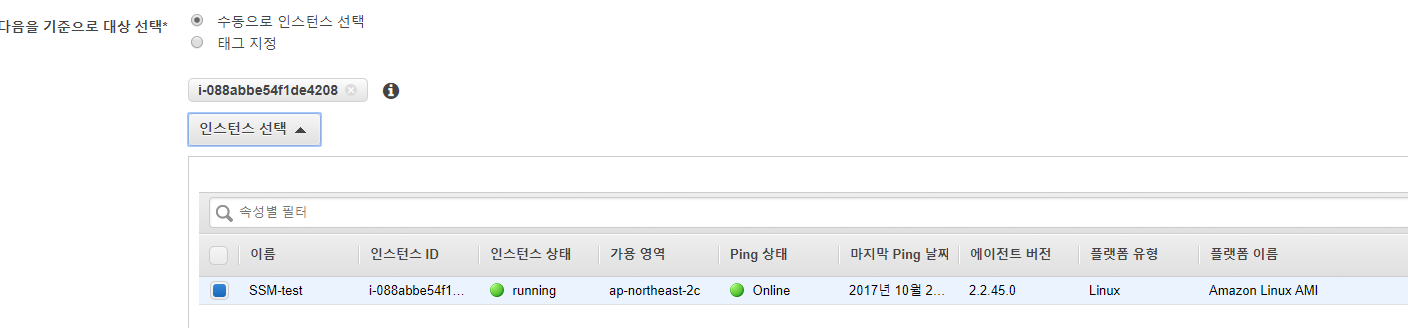 다음을 기준으로 대상 선택*
수동으로 인스턴스 선택
태그 지정
i-088abbe54f1de4208
인스턴스 선택
속성별 필터
이름 인스턴스 ID 인스턴스 상태 가용 영역 Ping 상태 마지막 Ping 날짜 에이전트 버전 플랫폼 유형 플랫폼 이름
SSM-test i-088abbe54f1... running ap-northeast-2c Online 2017년 10월 2... 2.2.45.0 Linux Amazon Linux AMI